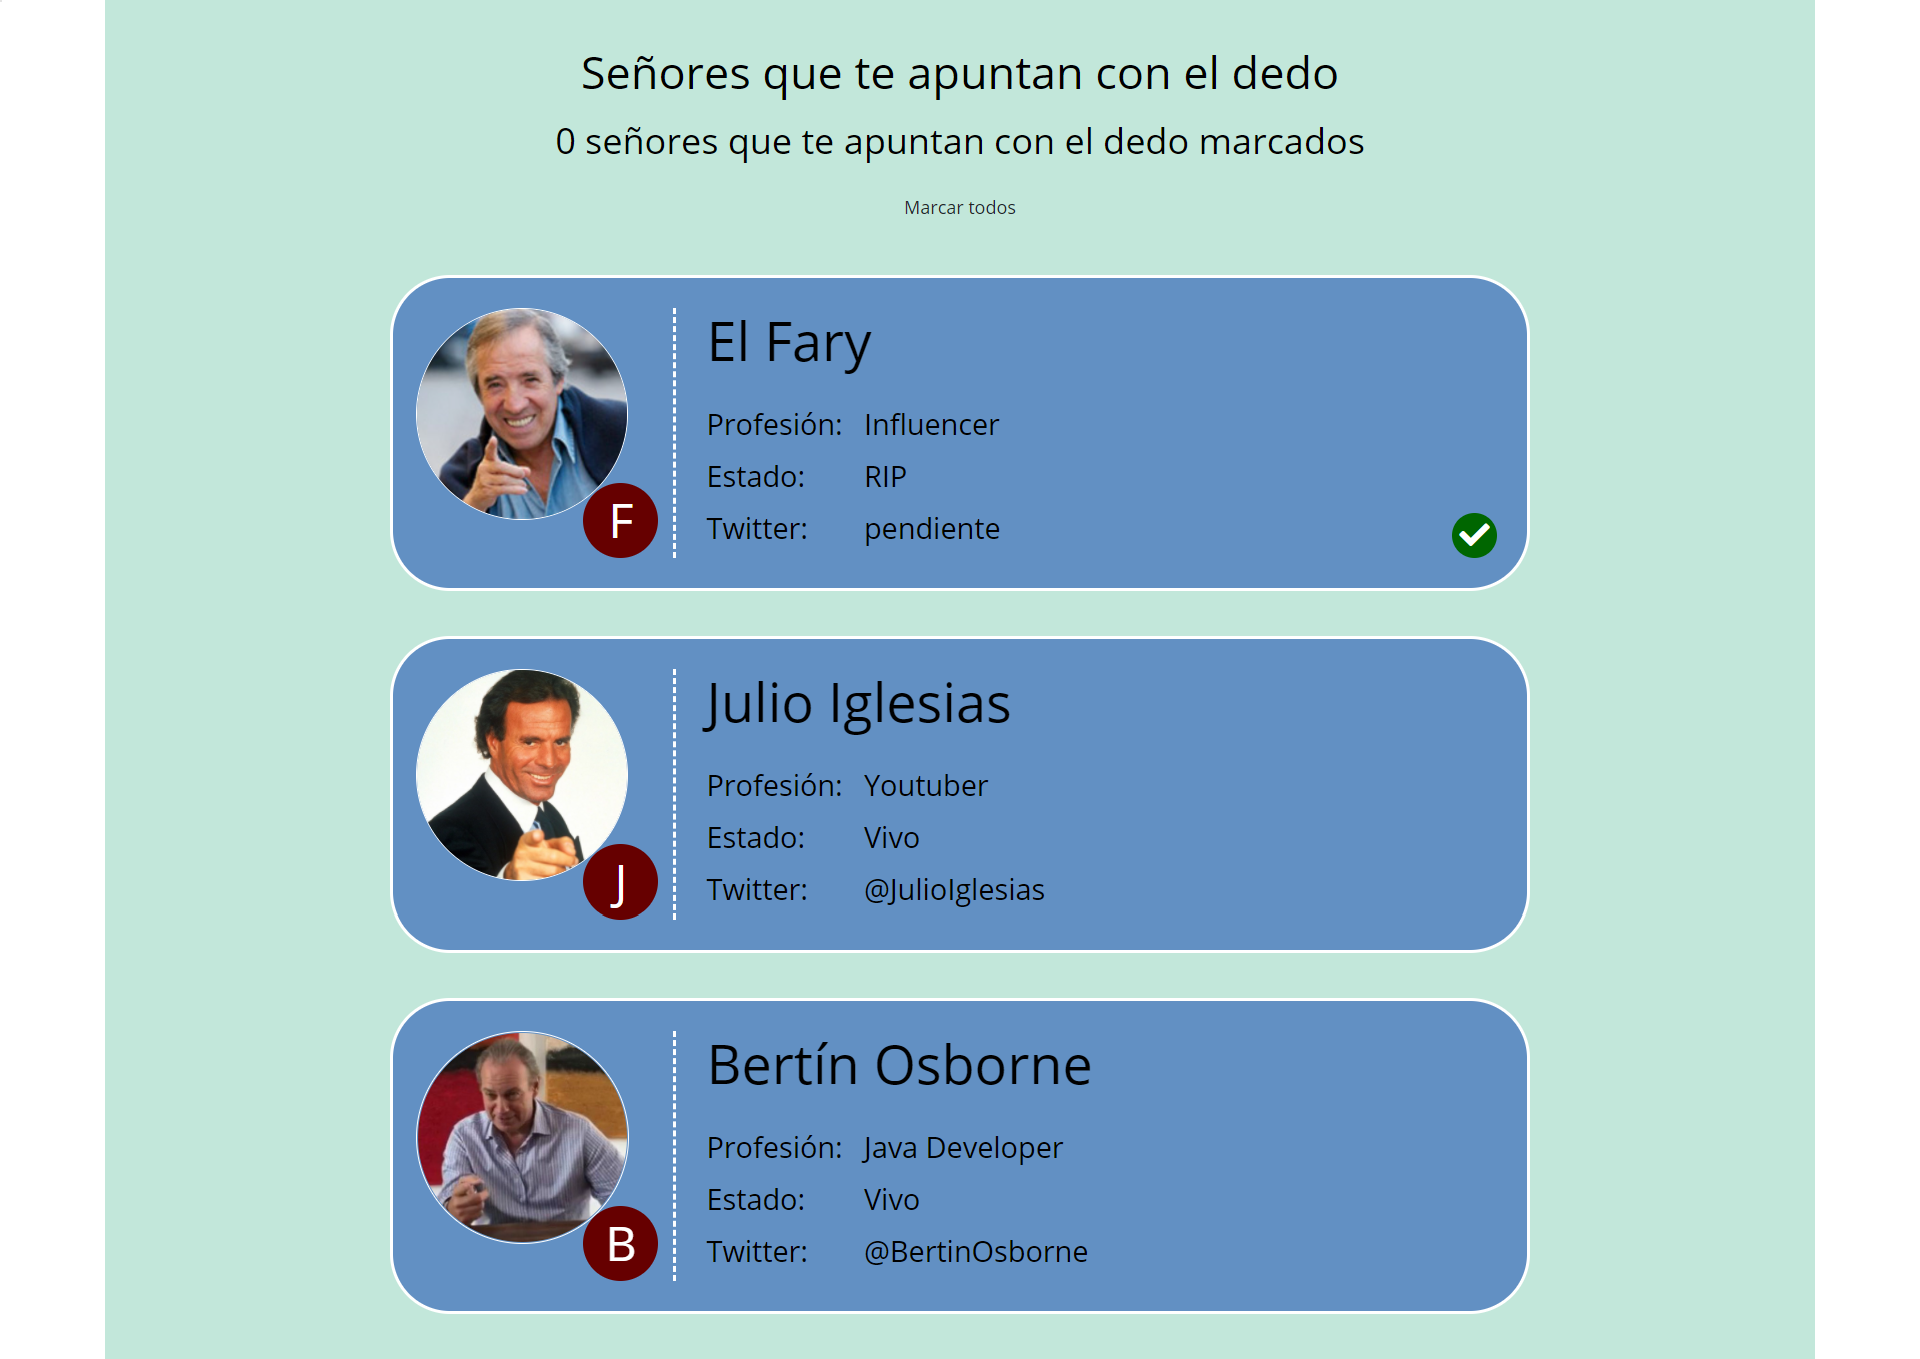 Señores que te apuntan con el dedo
0 señores que te apuntan con el dedo marcados
Marcar todos
F
El Fary
Profesión: Influencer
Estado: RIP
Twitter: pendiente
J
Julio Iglesias
Profesión: Youtuber
Estado: Vivo
Twitter: @JulioIglesias
B
Bertín Osborne
Profesión: Java Developer
Estado: Vivo
Twitter: @BertinOsborne